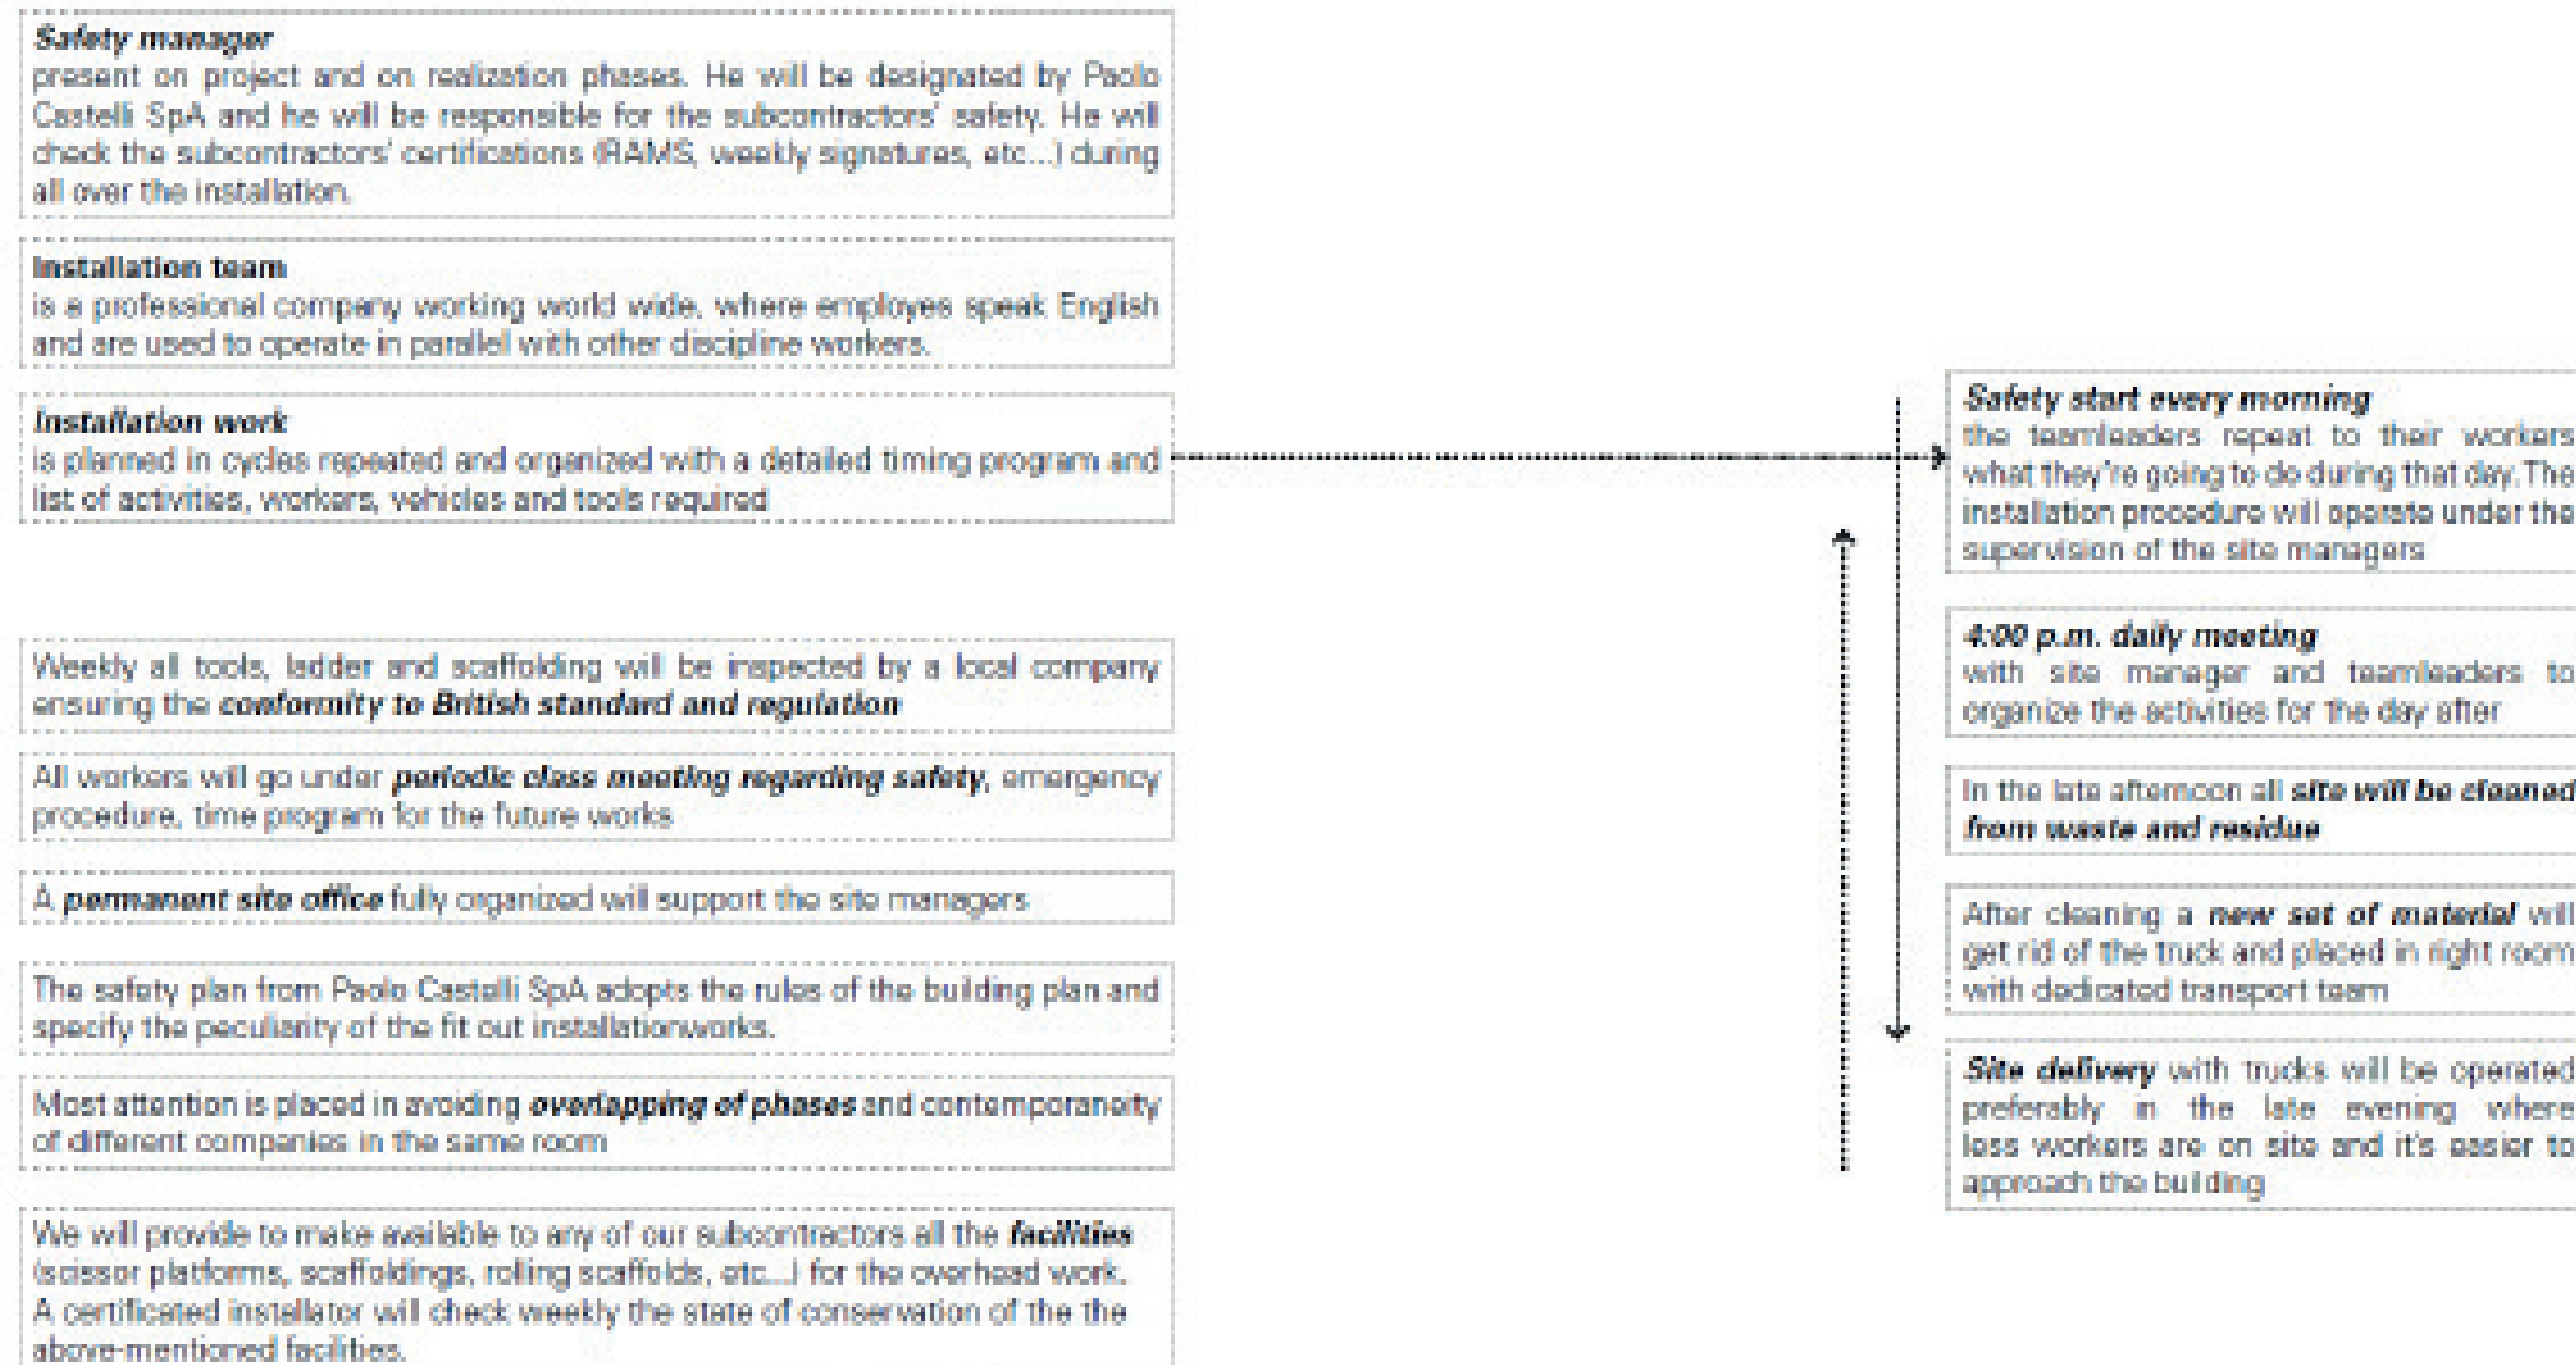 Safety manager
present on project and on realization phases. He will be designated by Paolo
Castelli SpA and he will be responsible for the subcontractors' safety. He will
check the subcontractors' certifications (RAMS, weekly signatures, etc...) during
all over the installation.
Installation team
is a professional company working world wide, where employes speak English
and are used to operate in parallel with other discipline workers.
Installation work
is planned in cycles repeated and organized with a detailed timing program and
list of activities, workers, vehicles and tools required
Weekly all tools, ladder and scaffolding will be inspected by a local company
ensuring the conformity to British standard and regulation
All workers will go under periodic class meeting regarding safety, emergency
procedure, time program for the future works
A permanent site office fully organized will support the site managers
The safety plan from Paolo Castelli SpA adopts the rules of the building plan and
specify the peculiarity of the fit out installationworks.
Most attention is placed in avoiding overlapping of phases and contemporaneity
of different companies in the same room
We will provide to make available to any of our subcontractors all the facilities
(scissor platforms, scaffoldings, rolling scaffolds, etc...) for the overhead work.
A certificated installator will check weekly the state of conservation of the the
above-mentioned facilities.
Safety start every morning
the teamleaders repeat to their workers
what they're going to do during that day. The
installation procedure will operate under the
supervision of the site managers
4:00 p.m. daily meeting
with site manager and teamleaders to
organize the activities for the day after
In the late afternoon all site will be cleaned
from waste and residue
After cleaning a new set of material will
get rid of the truck and placed in right room
with dedicated transport team
Site delivery with trucks will be operated
preferably in the late evening where
less workers are on site and it's easier to
approach the building